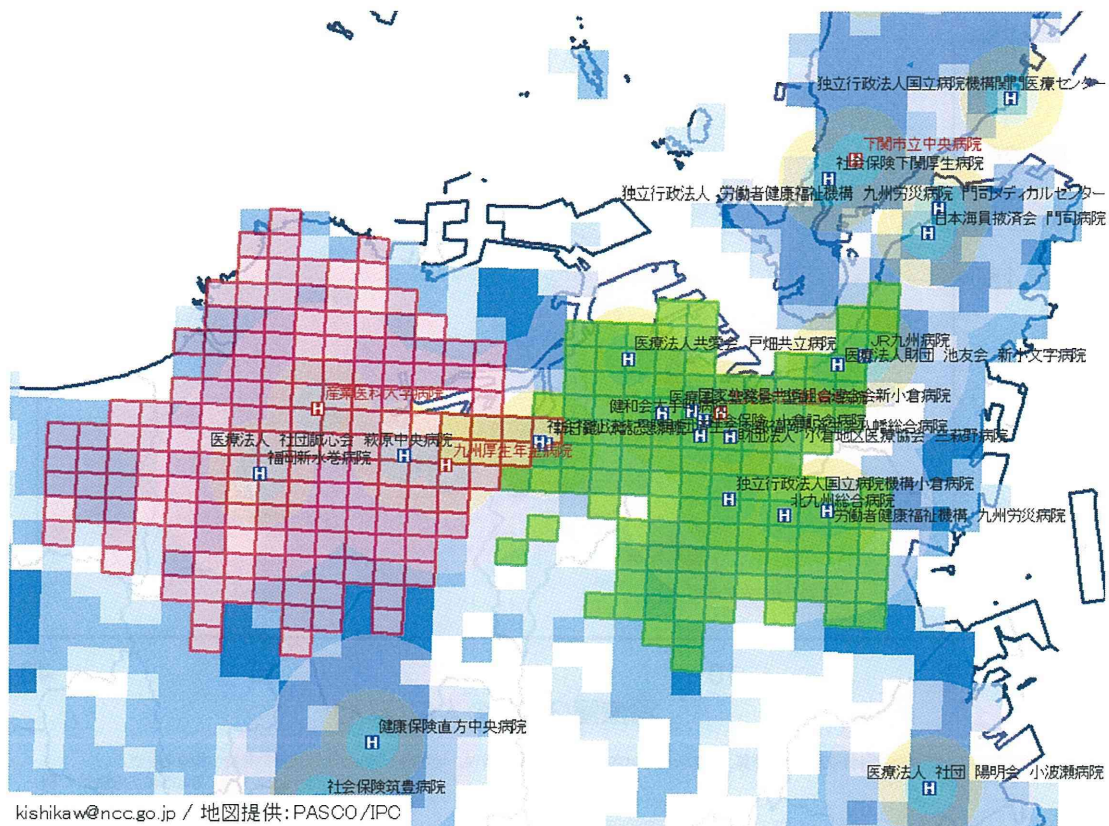 独立行政法人国立病院機構関門医療センター
下関市立中央病院
社会保険下関厚生病院
独立行政法人 労働者健康福祉機構 九州労災病院 門司メディカルセンター
日本海員掖済会 門司病院
医療法人共愛会 戸畑共立病院
JR九州病院
医療法人財団 池友会 新小文字病院
産業医科大学病院
新小倉病院
健和会大手町
医療法人 社団誠心会 萩原中央病院
小倉記念病院
八幡総合病院
小倉地区医療協会 三萩野病院
九州厚生年金病院
福岡新水巻病院
独立行政法人国立病院機構小倉病院
北九州総合病院
労働者健康福祉機構 九州労災病院
健康保険直方中央病院
社会保険筑豊病院
医療法人 社団 陽明会 小波瀬病院
kishikaw@ncc.go.jp / 地図提供:PASCO/IPC